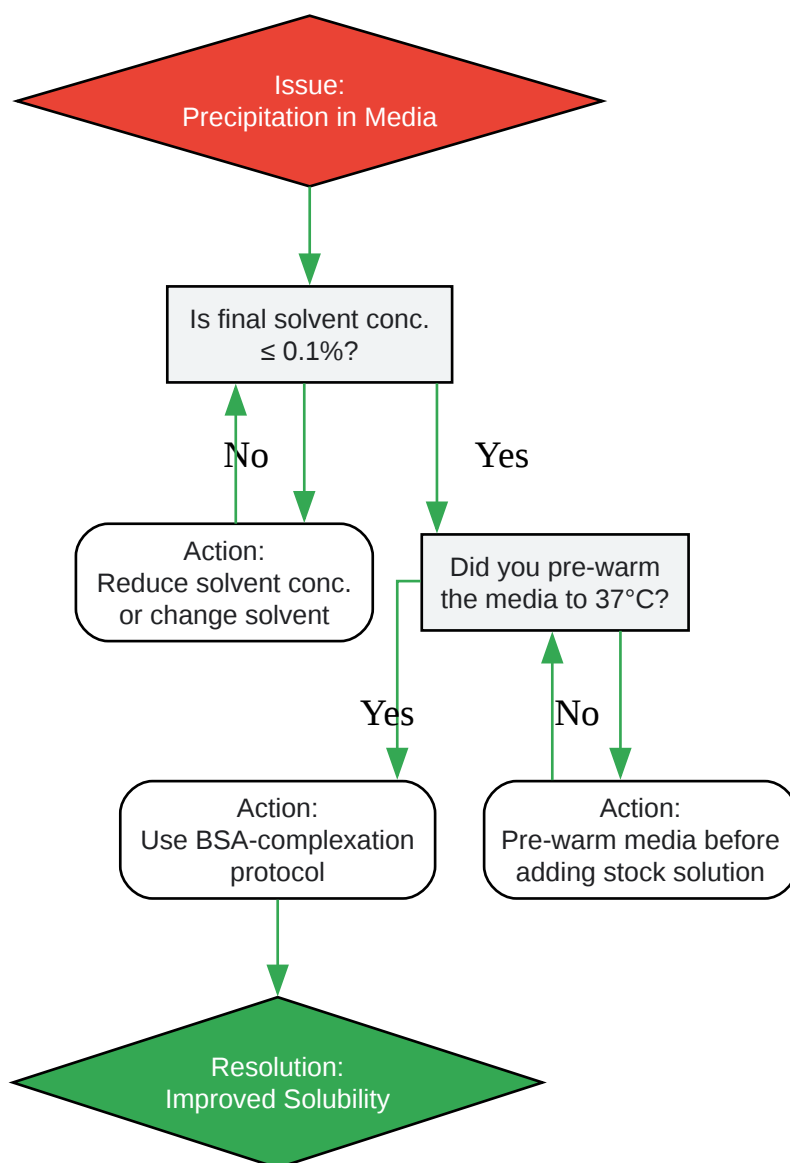 Issue:
Precipitation in Media
Is final solvent conc.
≤ 0.1%?
No
Yes
Action:
Reduce solvent conc.
or change solvent
Did you pre-warm
the media to 37°C?
Yes
No
Action:
Use BSA-complexation
protocol
Action:
Pre-warm media before
adding stock solution
Resolution:
Improved Solubility